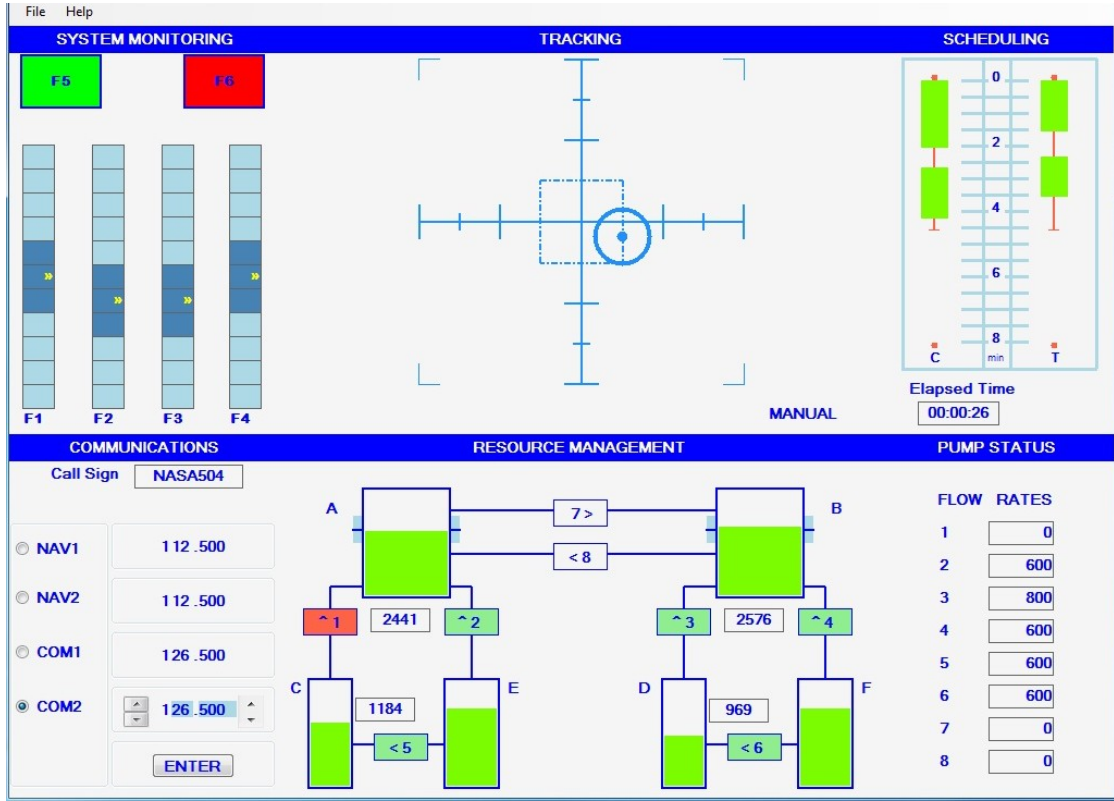 File Help
SYSTEM MONITORING
F5 F6
» » » »
F1 F2 F3 F4
TRACKING
MANUAL
SCHEDULING
0
2
4
6
8
C min T
Elapsed Time
00:00:26
COMMUNICATIONS
Call Sign NASA504
NAV1 112.500
NAV2 112.500
COM1 126.500
COM2 126.500
ENTER
RESOURCE MANAGEMENT
A 7 > B
< 8
^ 1 2441 ^ 2 ^ 3 2576 ^ 4
C E D F
1184 969
< 5 < 6
PUMP STATUS
FLOW RATES
1 0
2 600
3 800
4 600
5 600
6 600
7 0
8 0